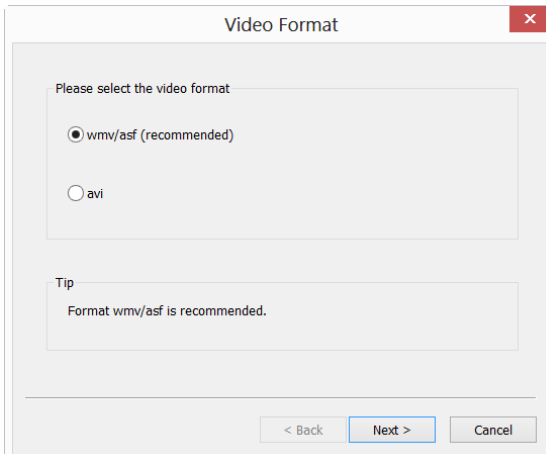 Video Format
Please select the video format
wmv/asf (recommended)
avi
Tip
Format wmv/asf is recommended.
< Back Next > Cancel